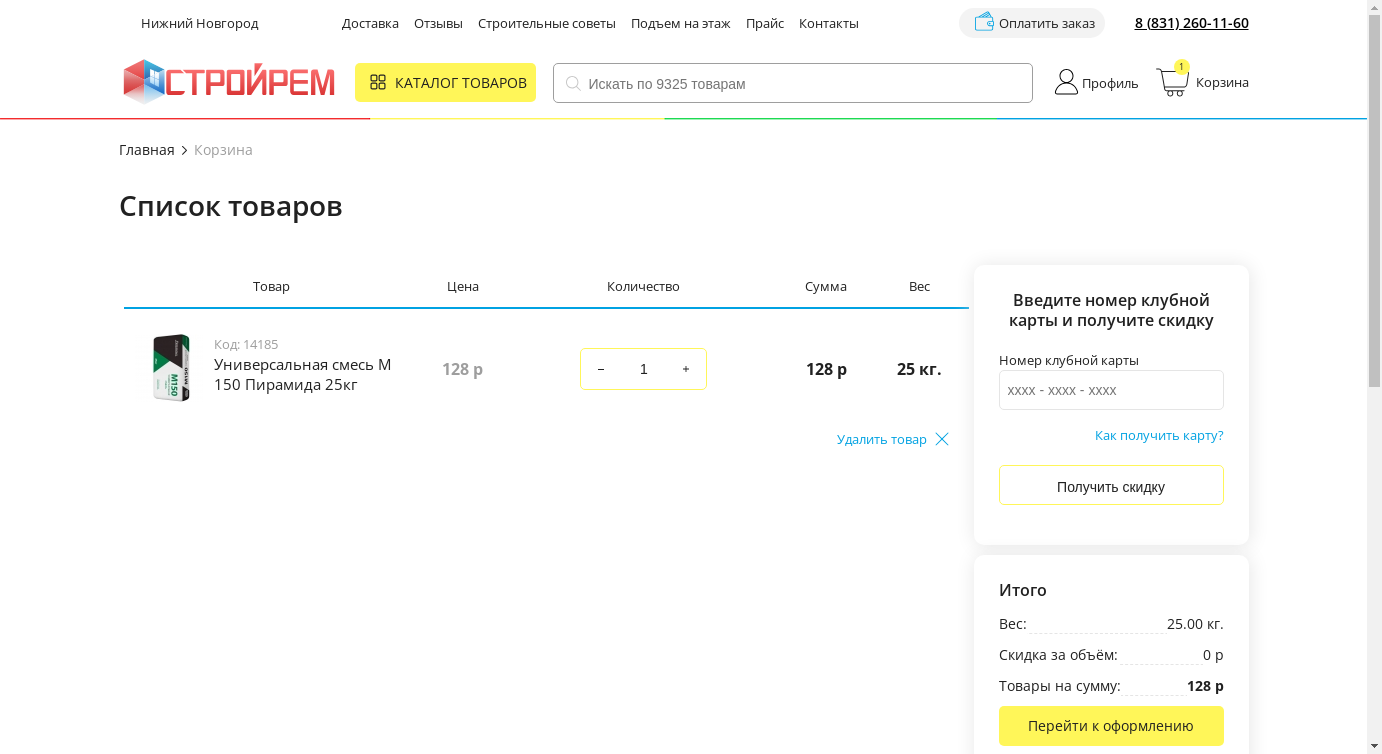 Нижний Новгород Доставка Отзывы Строительные советы Подъем на этаж Прайс Контакты Оплатить заказ 8 (831) 260-11-60
СТРОЙРЕМ КАТАЛОГ ТОВАРОВ Искать по 9325 товарам Профиль 1 Корзина
Главная Корзина
Список товаров
Товар Цена Количество Сумма Вес
Код: 14185
Универсальная смесь М
150 Пирамида 25кг
M150
128 р − 1 + 128 р 25 кг.
Удалить товар
Введите номер клубной
карты и получите скидку
Номер клубной карты
xxxx - xxxx - xxxx
Как получить карту?
Получить скидку
Итого
Вес: 25.00 кг.
Скидка за объём: 0 р
Товары на сумму: 128 р
Перейти к оформлению